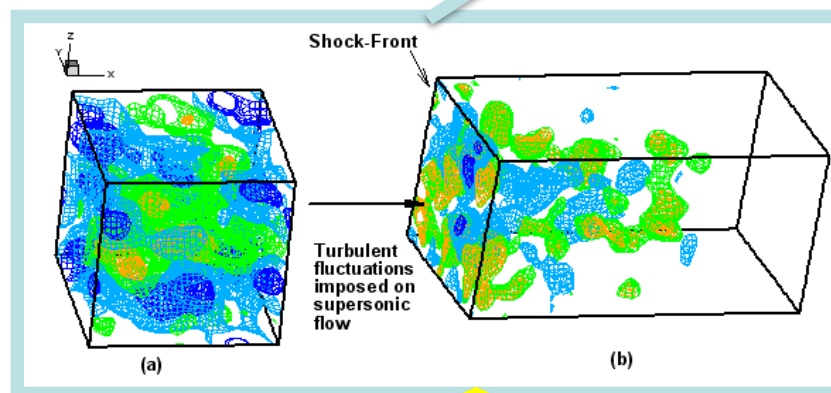 Shock-Front
Z
Y
X
Turbulent
fluctuations
imposed on
supersonic
flow
(a)
(b)